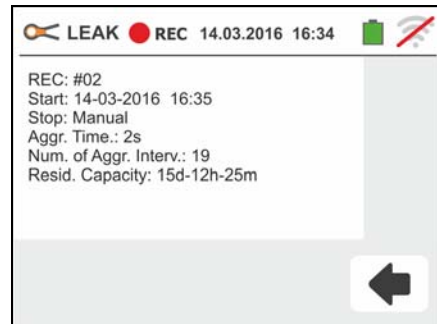 LEAK REC 14.03.2016 16:34
REC: #02
Start: 14-03-2016 16:35
Stop: Manual
Aggr. Time.: 2s
Num. of Aggr. Interv.: 19
Resid. Capacity: 15d-12h-25m